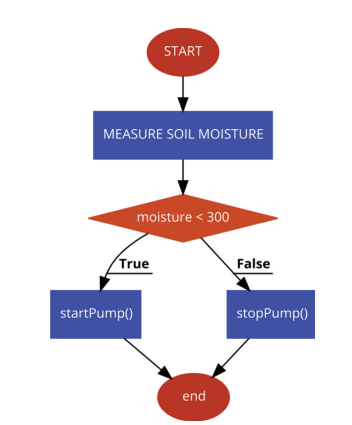 START
MEASURE SOIL MOISTURE
moisture < 300
True
False
startPump()
stopPump()
end